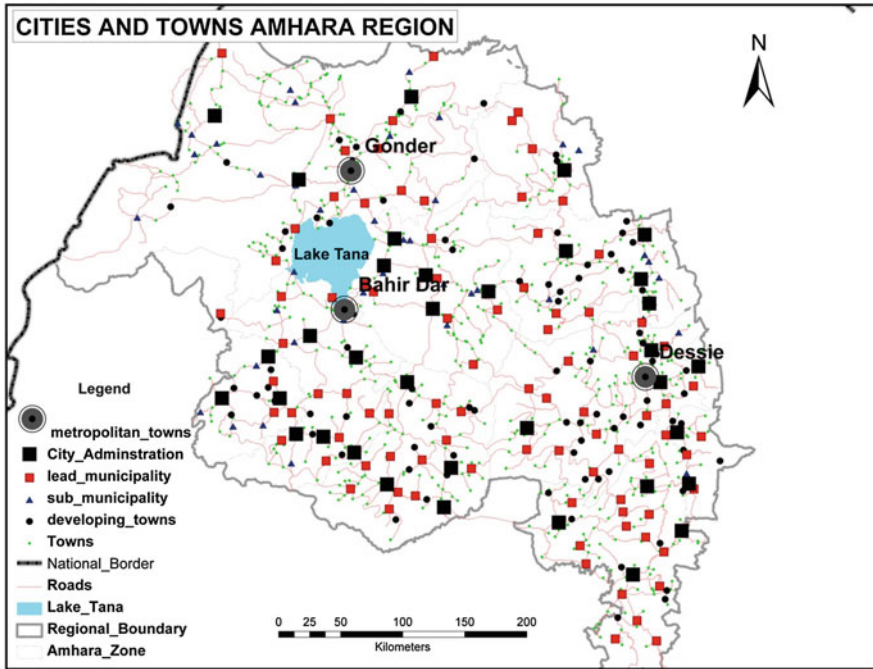 CITIES AND TOWNS AMHARA REGION
N
Gonder
Lake Tana
Bahir Dar
Dessie
Legend
metropolitan_towns
City_Adminstration
lead_municipality
sub_municipality
developing_towns
Towns
National_Border
Roads
Lake_Tana
Regional_Boundary
Amhara_Zone
0 25 50 100 150 200
Kilometers